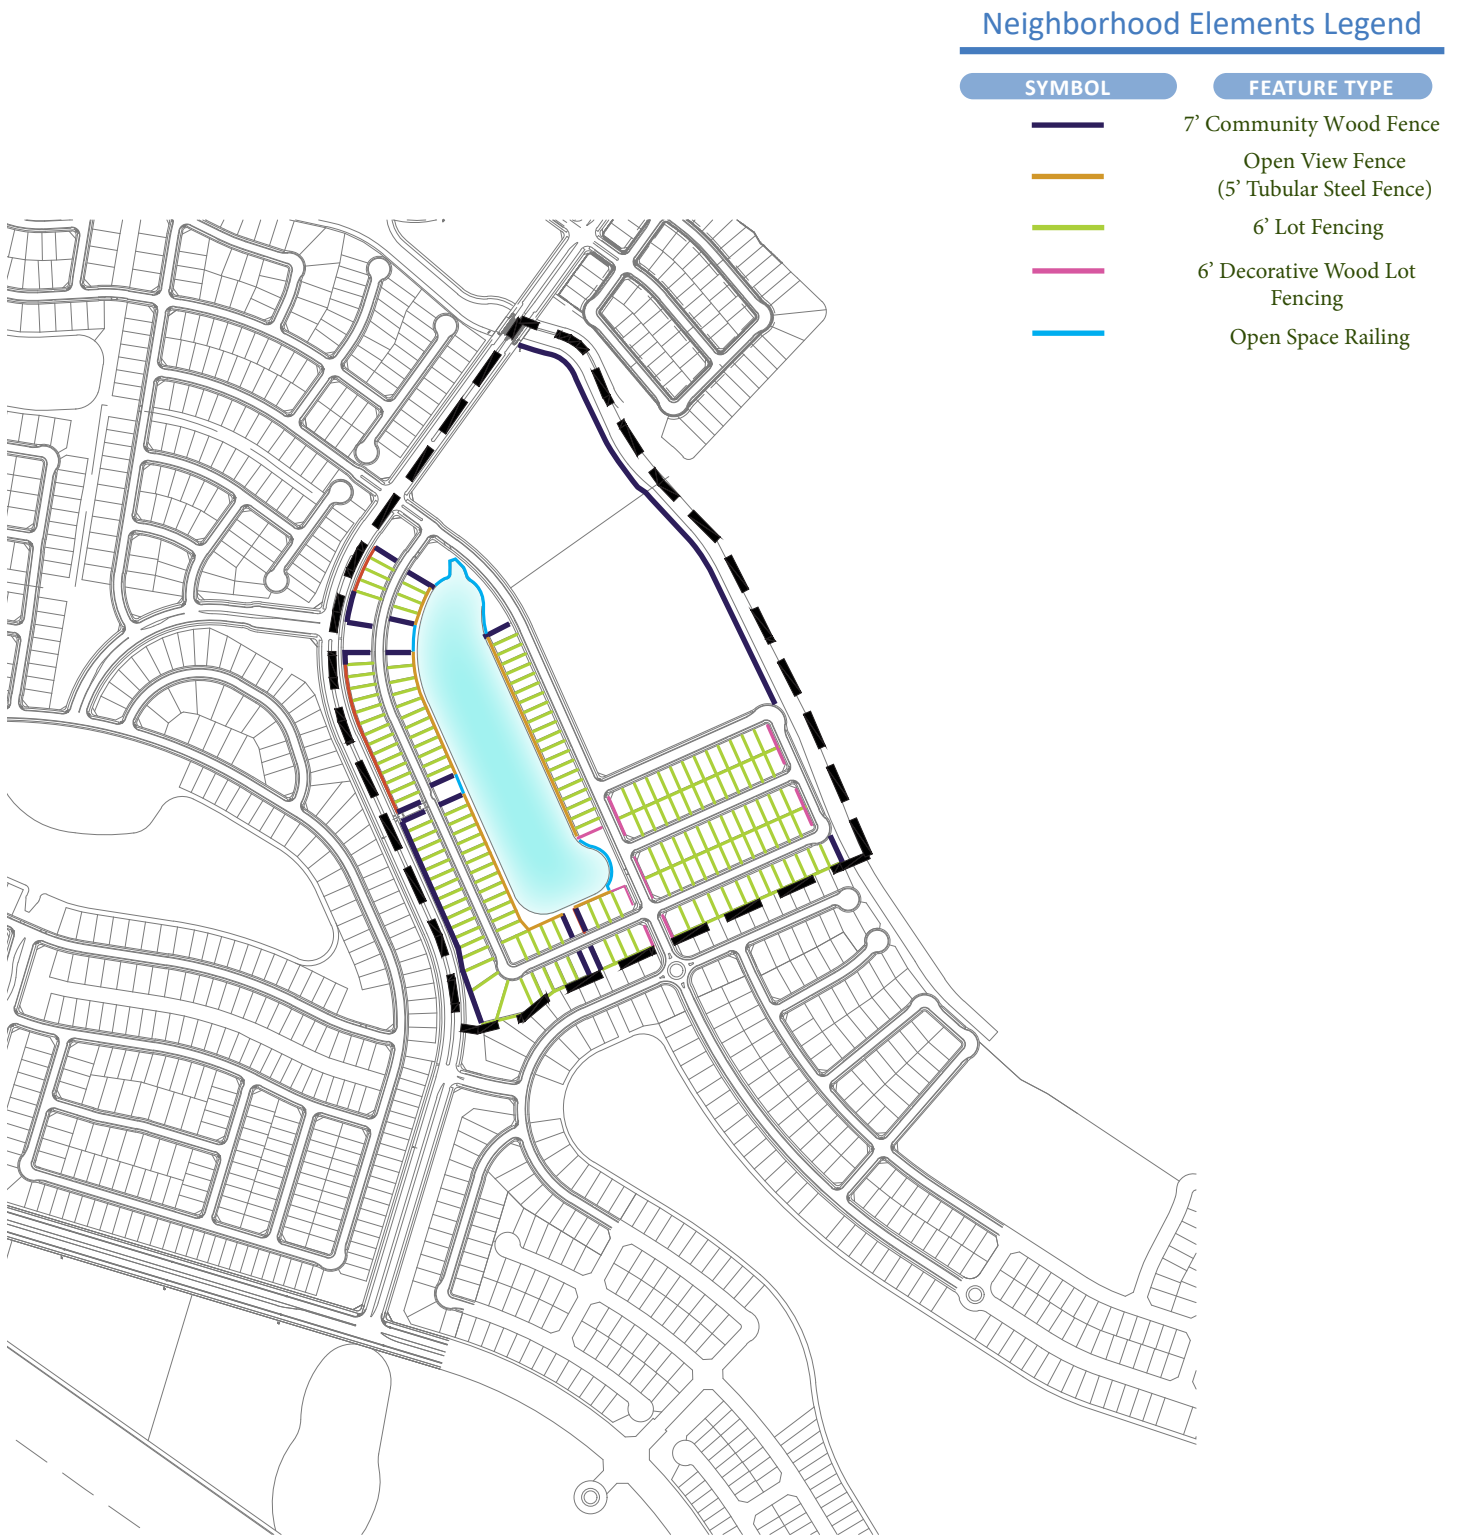 Neighborhood Elements Legend
SYMBOL
FEATURE TYPE
7’ Community Wood Fence
Open View Fence
(5’ Tubular Steel Fence)
6’ Lot Fencing
6’ Decorative Wood Lot
Fencing
Open Space Railing